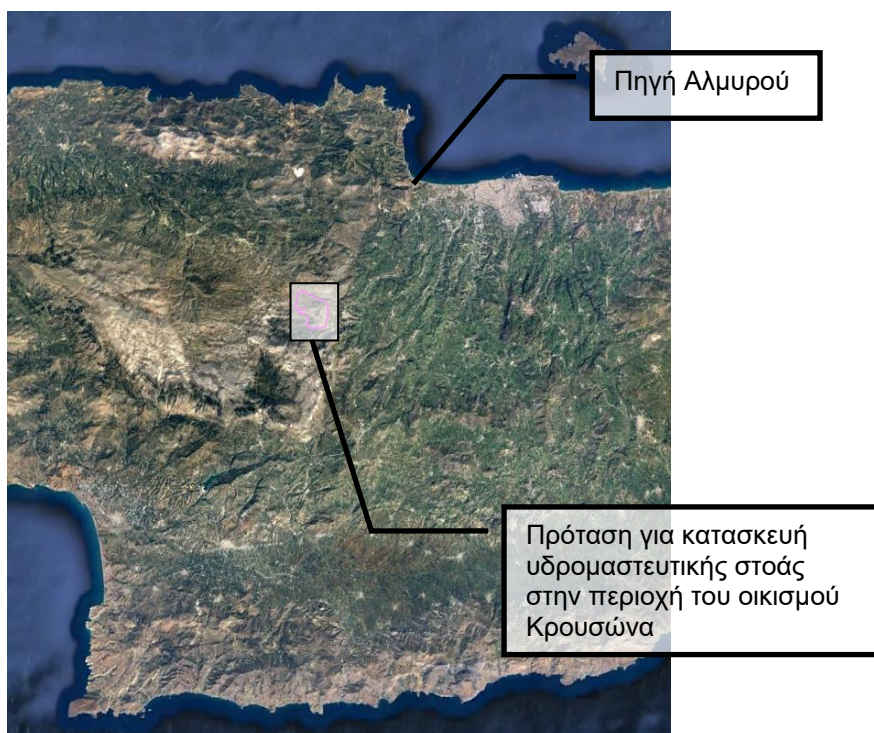 Πηγή Αλμυρού
Πρόταση για κατασκευή
υδρομαστευτικής στοάς
στην περιοχή του οικισμού
Κρουσώνα